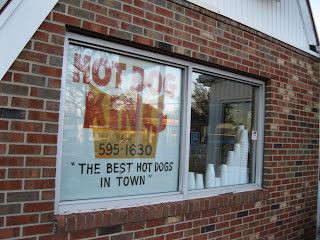 HOT DOG
KING
595-1630
"THE BEST HOT DOGS
IN TOWN"